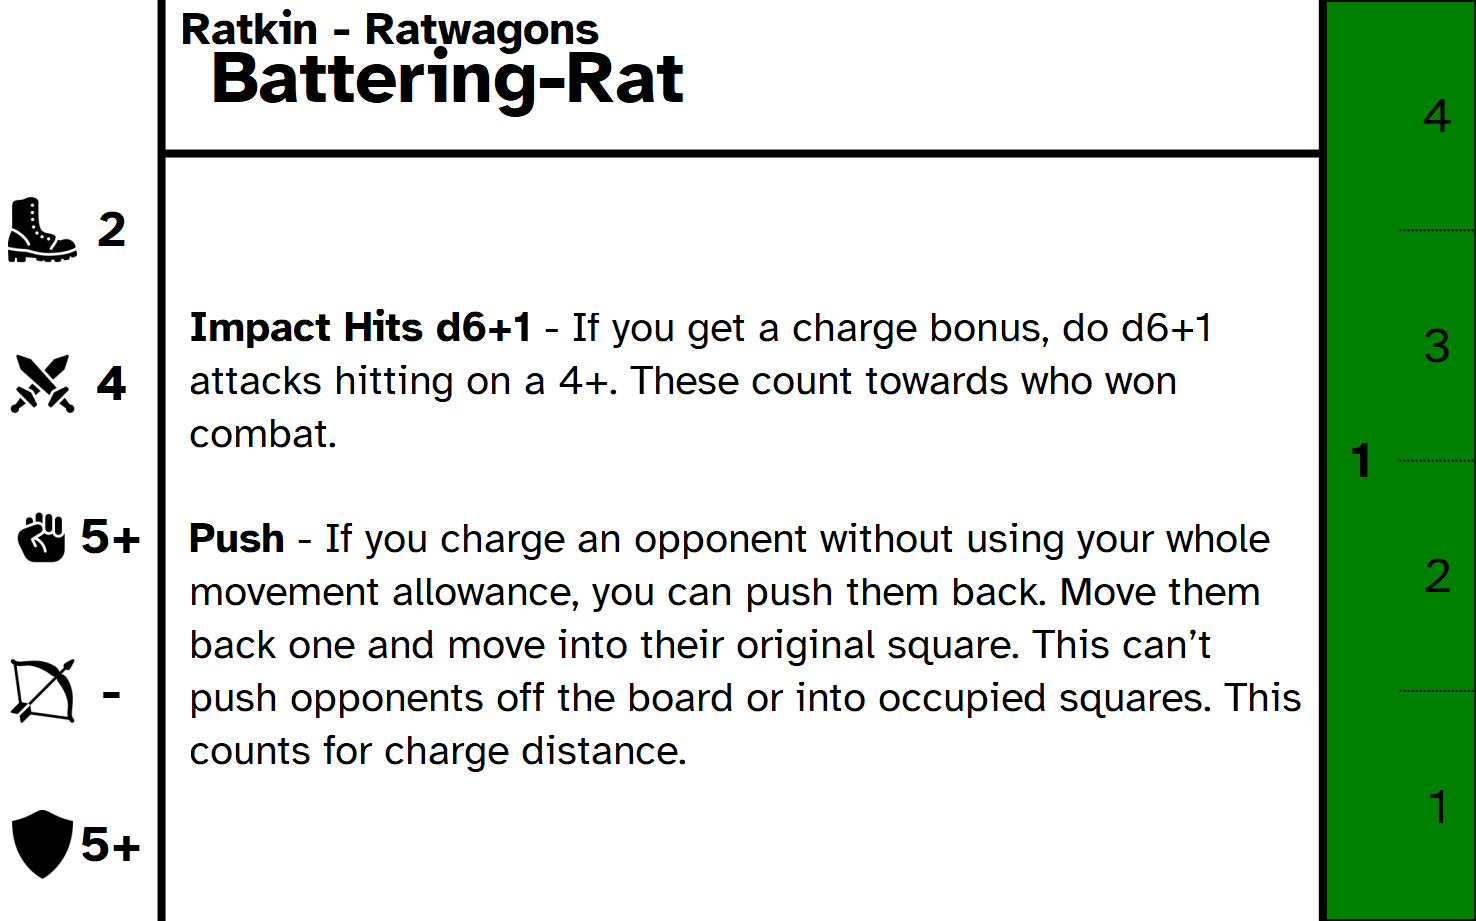 Ratkin - Ratwagons
Battering-Rat
2
4
5+
-
5+
Impact Hits d6+1 - If you get a charge bonus, do d6+1
attacks hitting on a 4+. These count towards who won
combat.
Push - If you charge an opponent without using your whole
movement allowance, you can push them back. Move them
back one and move into their original square. This can’t
push opponents off the board or into occupied squares. This
counts for charge distance.
4
3
1
2
1